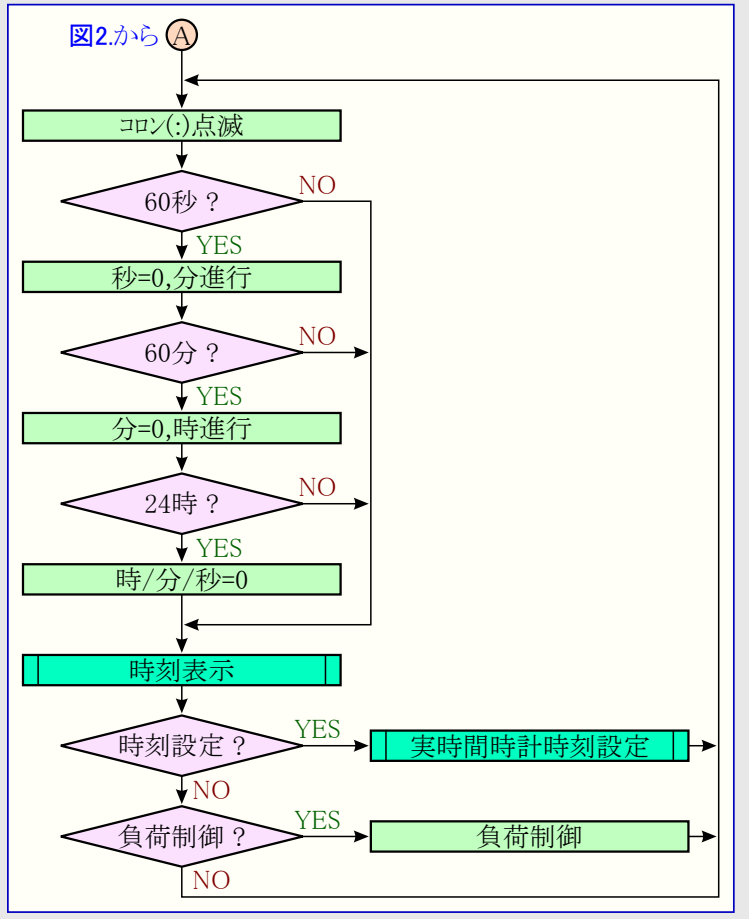 図2.から A
コロン(:)点滅
60秒 ?
NO
YES
秒=0,分進行
60分 ?
NO
YES
分=0,時進行
24時 ?
NO
YES
時/分/秒=0
時刻表示
時刻設定 ?
YES
実時間時計時刻設定
NO
負荷制御 ?
YES
負荷制御
NO